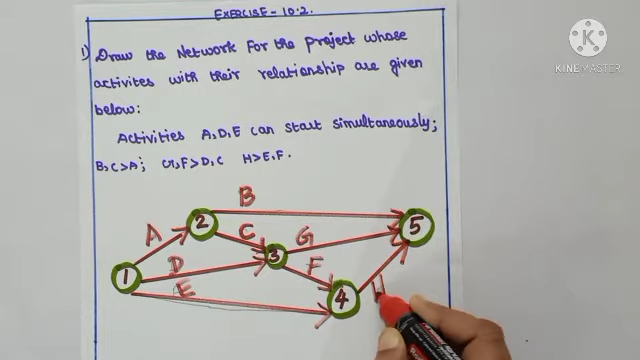 EXERCISE - 10.2.
1) Draw the Network for the project whose
activites with their relationship are given
below:
Activities A,D,E can start simultaneously;
B,C>A; G,F>D,C H>E,F.
KINEMASTER
B
2
5
A
C
G
3
D
F
1
E
4
H